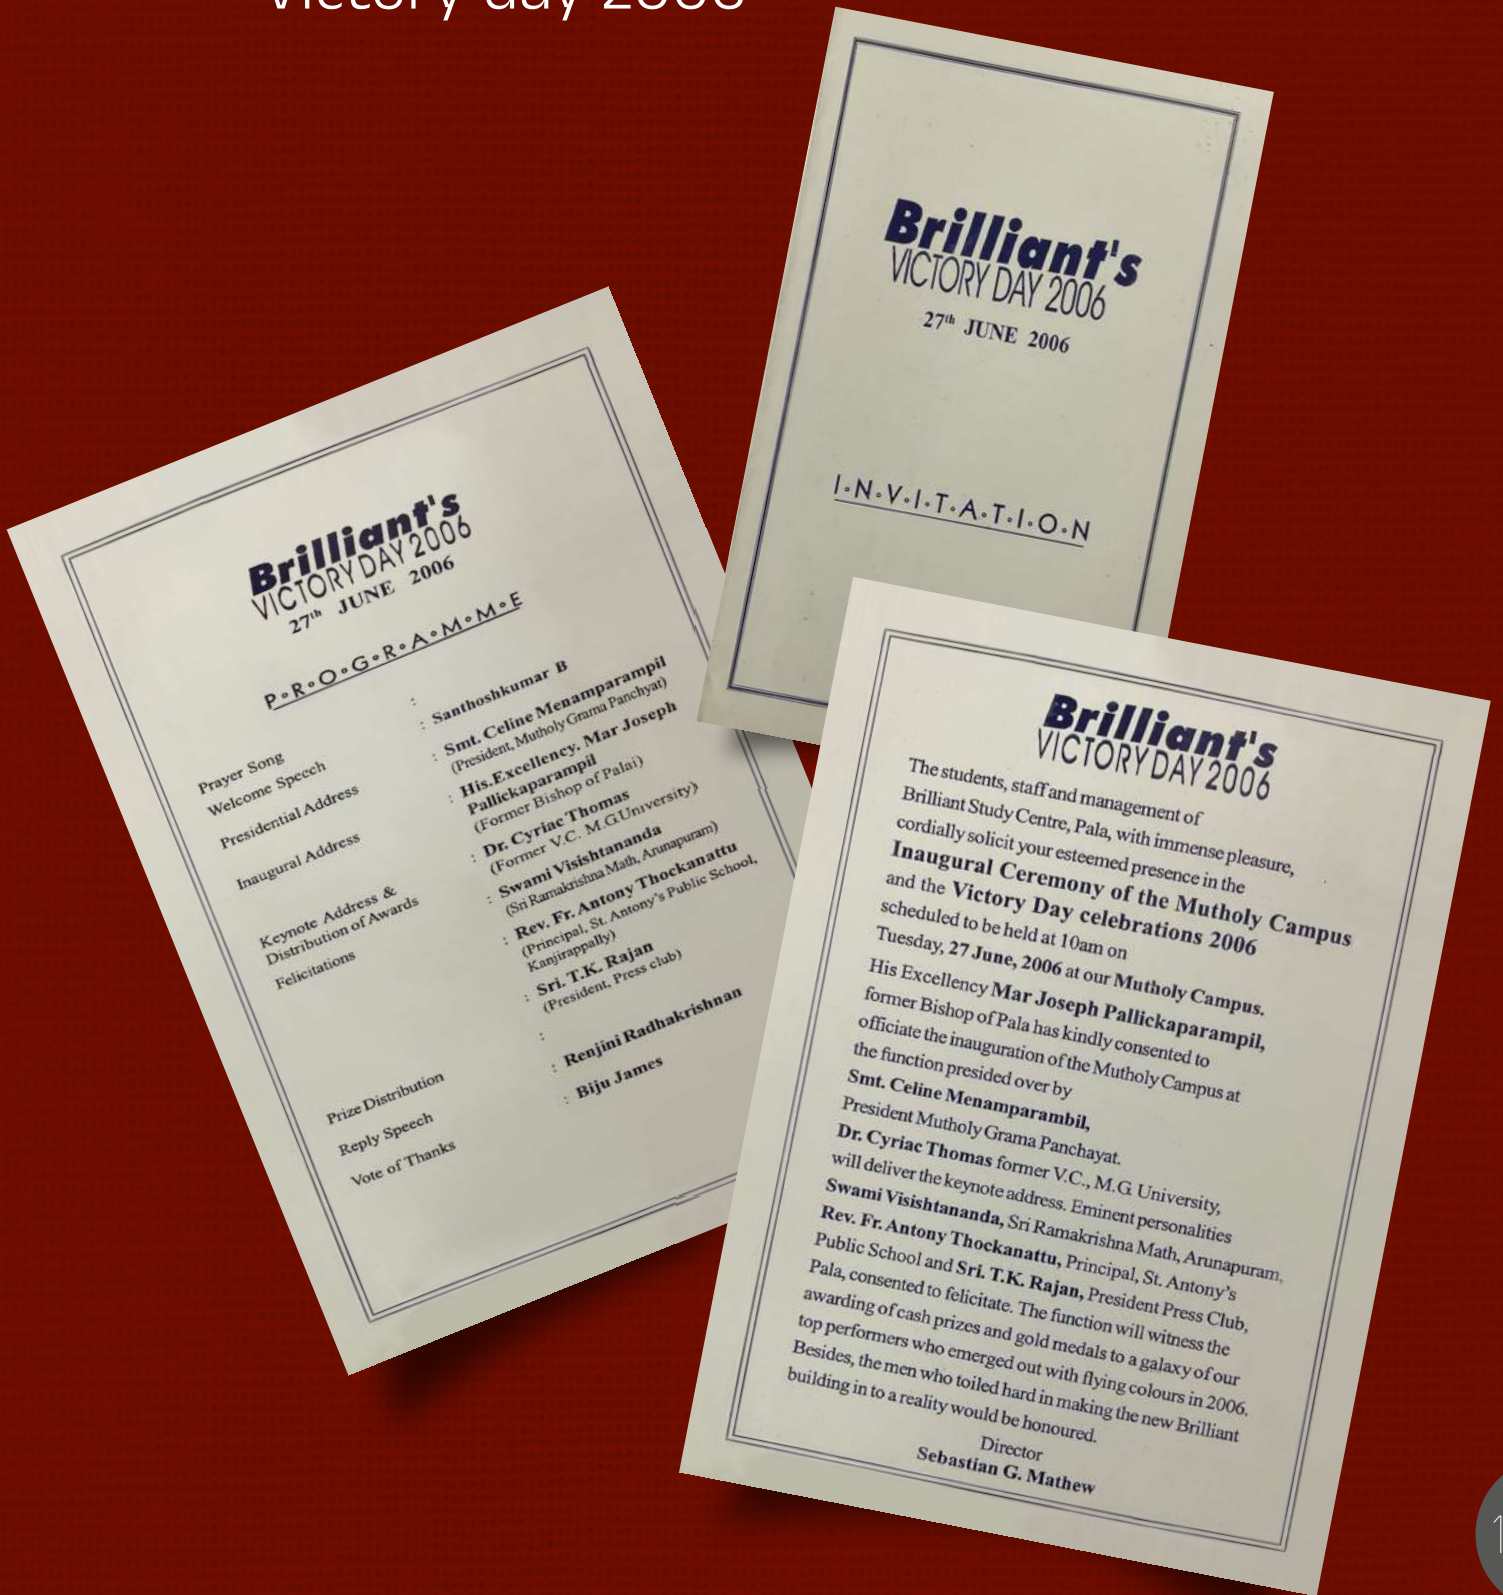 Victory day 2006
Brilliant's
VICTORY DAY 2006
27th JUNE 2006
I•N•V•I•T•A•T•I•O•N
Brilliant's
VICTORY DAY 2006
27th JUNE 2006
P•R•O•G•R•A•M•M•E
Prayer Song :
Welcome Speech : Santhoshkumar B
Presidential Address : Smt. Celine Menamparampil
(President, Mutholy Grama Panchyat)
Inaugural Address : His.Excellency. Mar Joseph
Pallickaparampil
(Former Bishop of Palai)
Keynote Address & : Dr. Cyriac Thomas
Distribution of Awards (Former V.C. M.G.University)
Felicitations : Swami Visishtananda
(Sri Ramakrishna Math, Arunapuram)
: Rev. Fr. Antony Thockanattu
(Principal, St. Antony's Public School,
Kanjirappally)
: Sri. T.K. Rajan
(President, Press club)
Prize Distribution :
Reply Speech : Renjini Radhakrishnan
Vote of Thanks : Biju James
Brilliant's
VICTORY DAY 2006
The students, staff and management of
Brilliant Study Centre, Pala, with immense pleasure,
cordially solicit your esteemed presence in the
Inaugural Ceremony of the Mutholy Campus
and the Victory Day celebrations 2006
scheduled to be held at 10am on
Tuesday, 27 June, 2006 at our Mutholy Campus.
His Excellency Mar Joseph Pallickaparampil,
former Bishop of Pala has kindly consented to
officiate the inauguration of the Mutholy Campus at
the function presided over by
Smt. Celine Menamparambil,
President Mutholy Grama Panchayat.
Dr. Cyriac Thomas former V.C., M.G. University,
will deliver the keynote address. Eminent personalities
Swami Visishtananda, Sri Ramakrishna Math, Arunapuram,
Rev. Fr. Antony Thockanattu, Principal, St. Antony's
Public School and Sri. T.K. Rajan, President Press Club,
Pala, consented to felicitate. The function will witness the
awarding of cash prizes and gold medals to a galaxy of our
top performers who emerged out with flying colours in 2006.
Besides, the men who toiled hard in making the new Brilliant
building in to a reality would be honoured.
Director
Sebastian G. Mathew